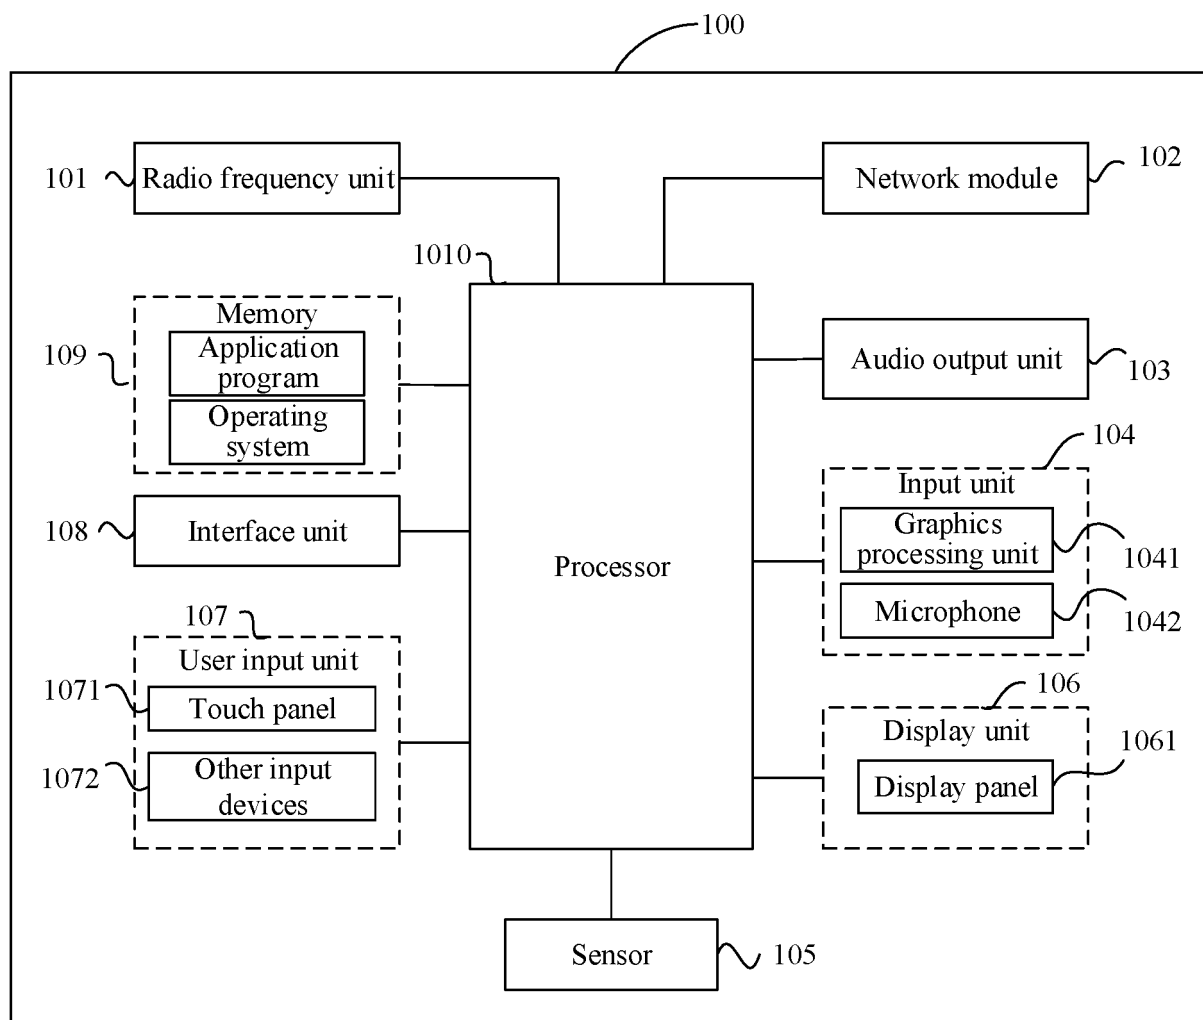 100
101
Radio frequency unit
Network module
102
1010
109
Memory
Application
program
Operating
system
Audio output unit
103
108
Interface unit
Processor
104
Input unit
Graphics
processing unit
1041
Microphone
1042
107
User input unit
1071
Touch panel
1072
Other input
devices
106
Display unit
1061
Display panel
Sensor
105